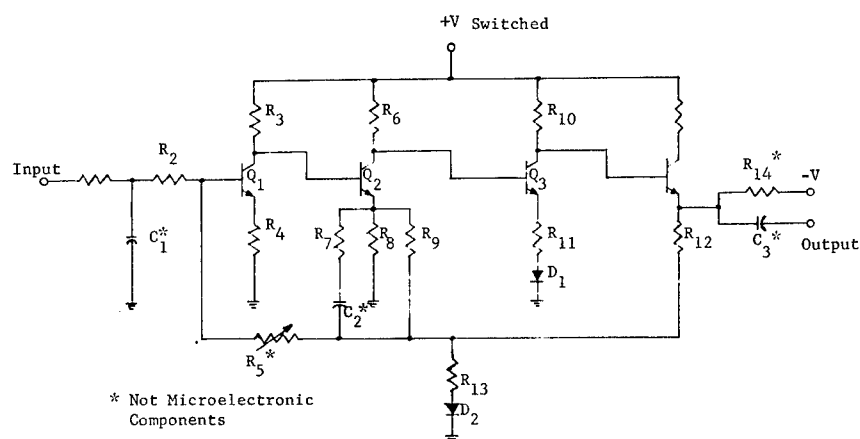 +V Switched
R3
R6
R10
Input
R2
Q1
Q2
Q3
R14*
-V
R4
R7
R8
R9
R11
R12
C1*
C3*
Output
D1
C2*
R5*
R13
D2
* Not Microelectronic
Components